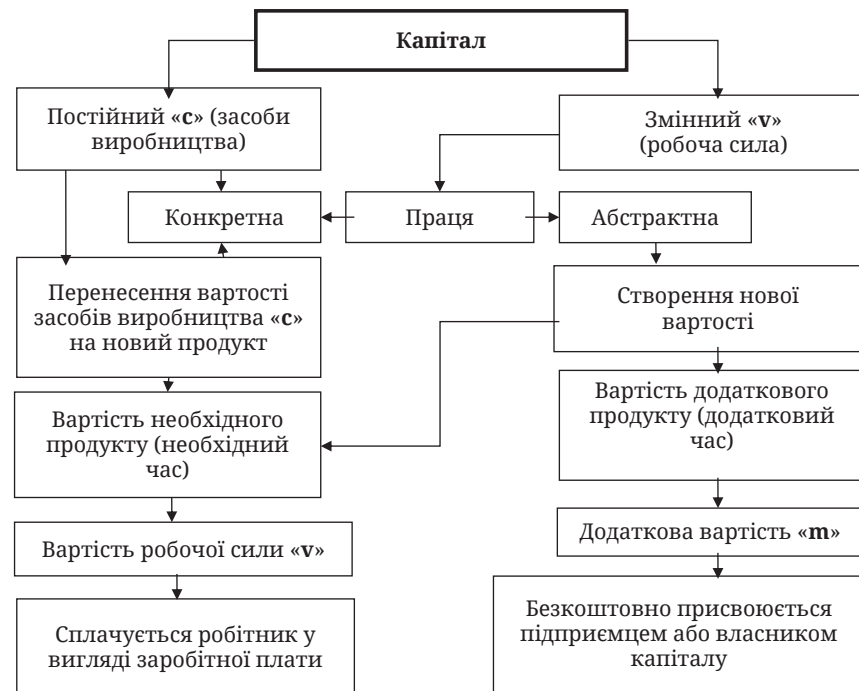 Капітал
Постійний «c» (засоби
виробництва)
Змінний «v»
(робоча сила)
Конкретна
Праця
Абстрактна
Перенесення вартості
засобів виробництва «c»
на новий продукт
Створення нової
вартості
Вартість необхідного
продукту (необхідний
час)
Вартість додаткового
продукту (додатковий
час)
Вартість робочої сили «v»
Додаткова вартість «m»
Сплачується робітник у
вигляді заробітної плати
Безкоштовно присвоюється
підприємцем або власником
капіталу